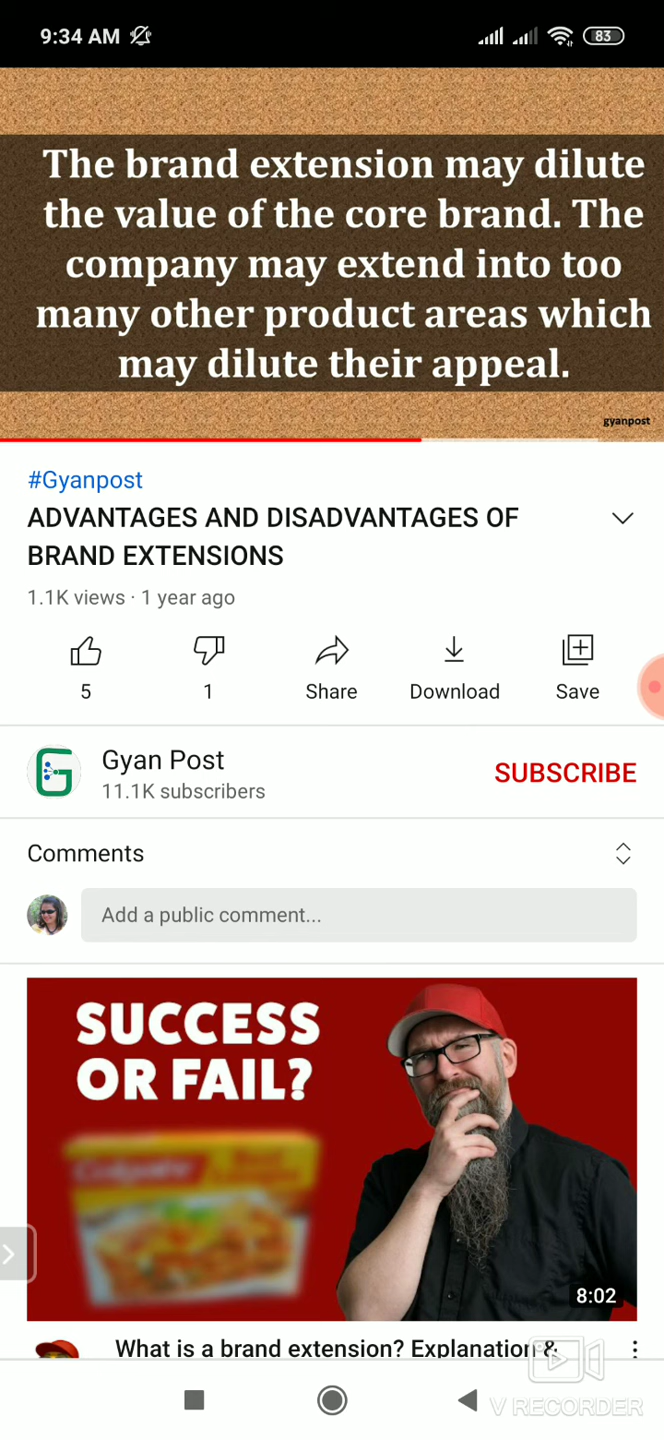 9:34 AM
83
The brand extension may dilute
the value of the core brand. The
company may extend into too
many other product areas which
may dilute their appeal.
gyanpost
#Gyanpost
ADVANTAGES AND DISADVANTAGES OF
BRAND EXTENSIONS
1.1K views · 1 year ago
5
1
Share
Download
Save
Gyan Post
11.1K subscribers
SUBSCRIBE
Comments
Add a public comment...
SUCCESS
OR FAIL?
Colgate
8:02
What is a brand extension? Explanation &
V RECORDER